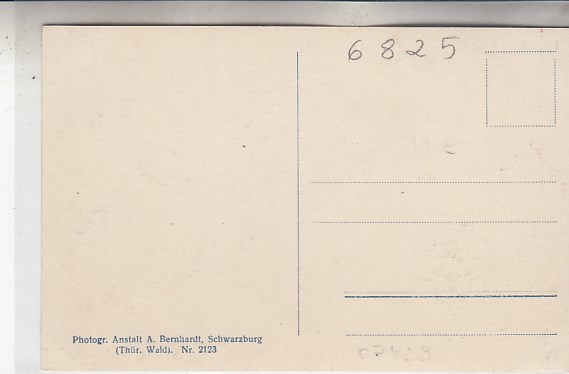 6825
Photogr. Anstalt A. Bernhardt, Schwarzburg
(Thür. Wald). Nr. 2123